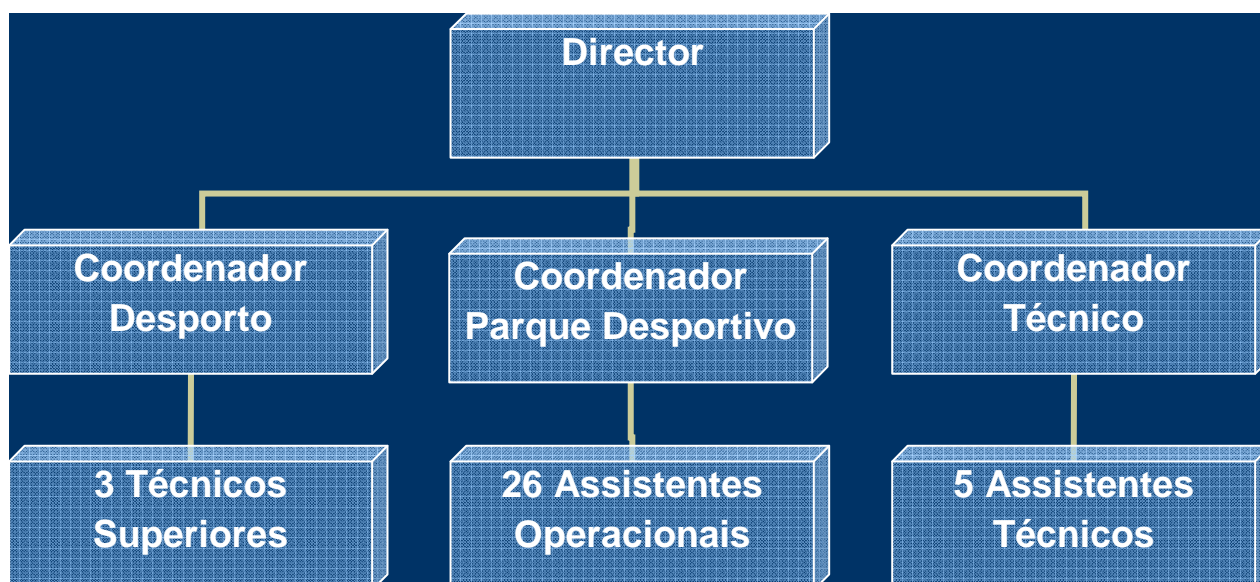 Director
Coordenador
Desporto
Coordenador
Parque Desportivo
Coordenador
Técnico
3 Técnicos
Superiores
26 Assistentes
Operacionais
5 Assistentes
Técnicos